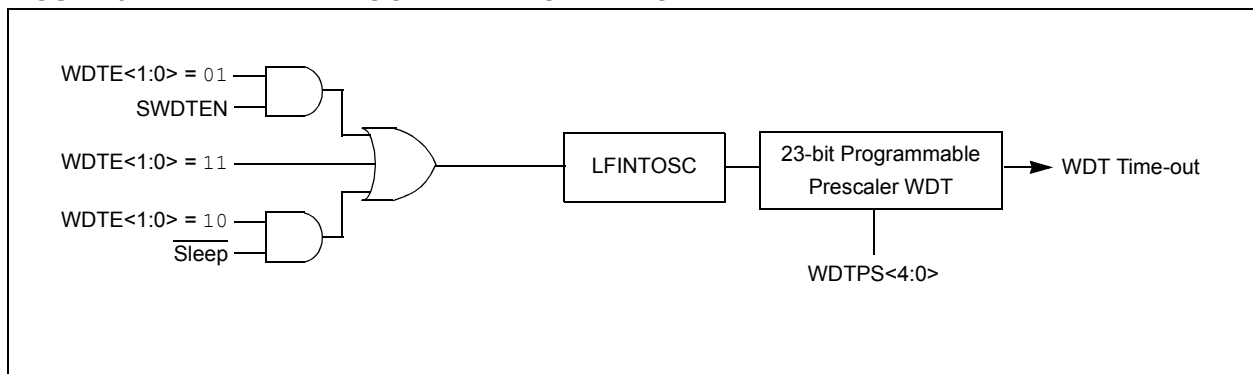 WDTE<1:0> = 01
SWDTEN
WDTE<1:0> = 11
WDTE<1:0> = 10
Sleep
LFINTOSC
23-bit Programmable
Prescaler WDT
WDT Time-out
WDTPS<4:0>